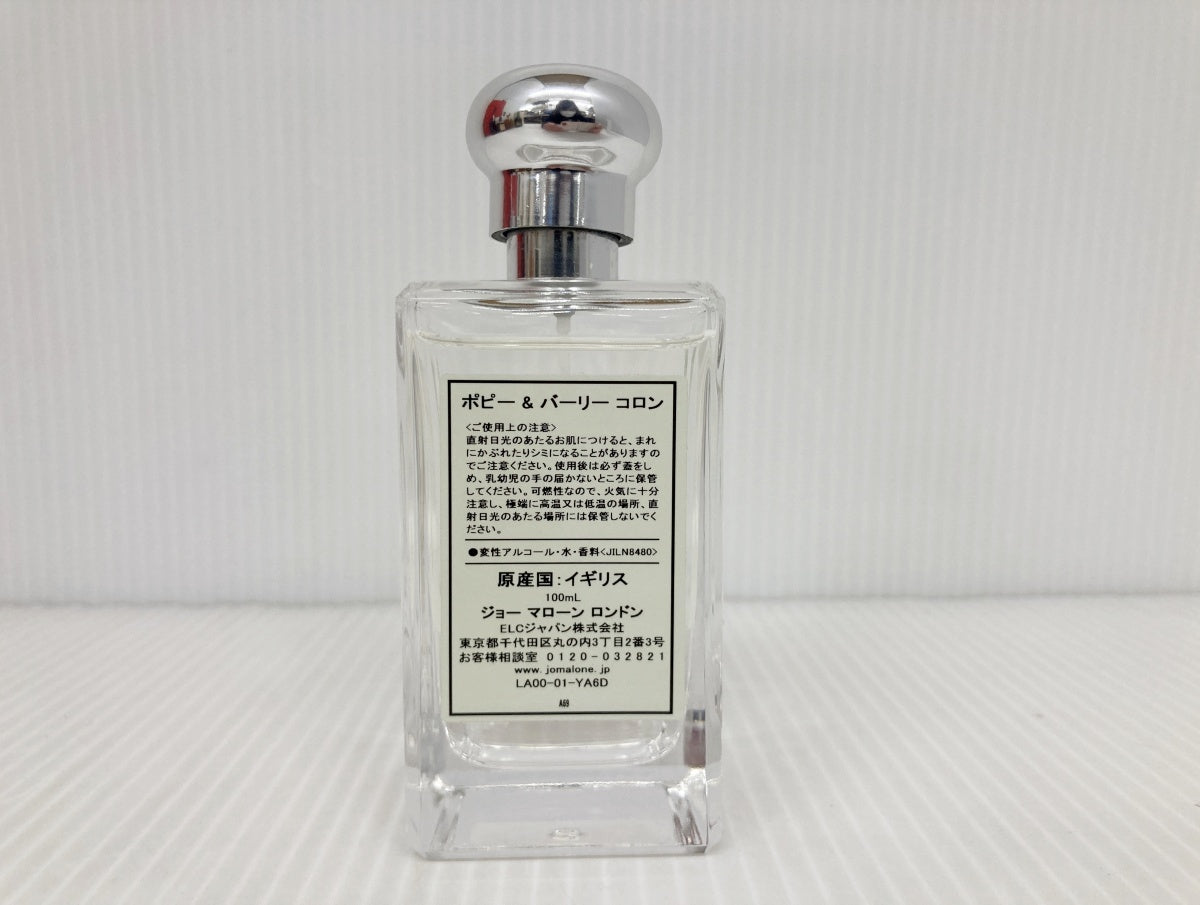 ポピー & バーリー コロン
<ご使用上の注意>
直射日光のあたるお肌につけると、まれ
にかぶれたりシミになることがありますの
でご注意ください。使用後は必ず蓋をし
め、乳幼児の手の届かないところに保管
してください。可燃性なので、火気に十分
注意し、極端に高温又は低温の場所、直
射日光のあたる場所には保管しないでく
ださい。
●変性アルコール・水・香料<JILN8480>
原産国:イギリス
100mL
ジョー マローン ロンドン
ELCジャパン株式会社
東京都千代田区丸の内3丁目2番3号
お客様相談室 0120-032821
www.jomalone.jp
LA00-01-YA6D
A69